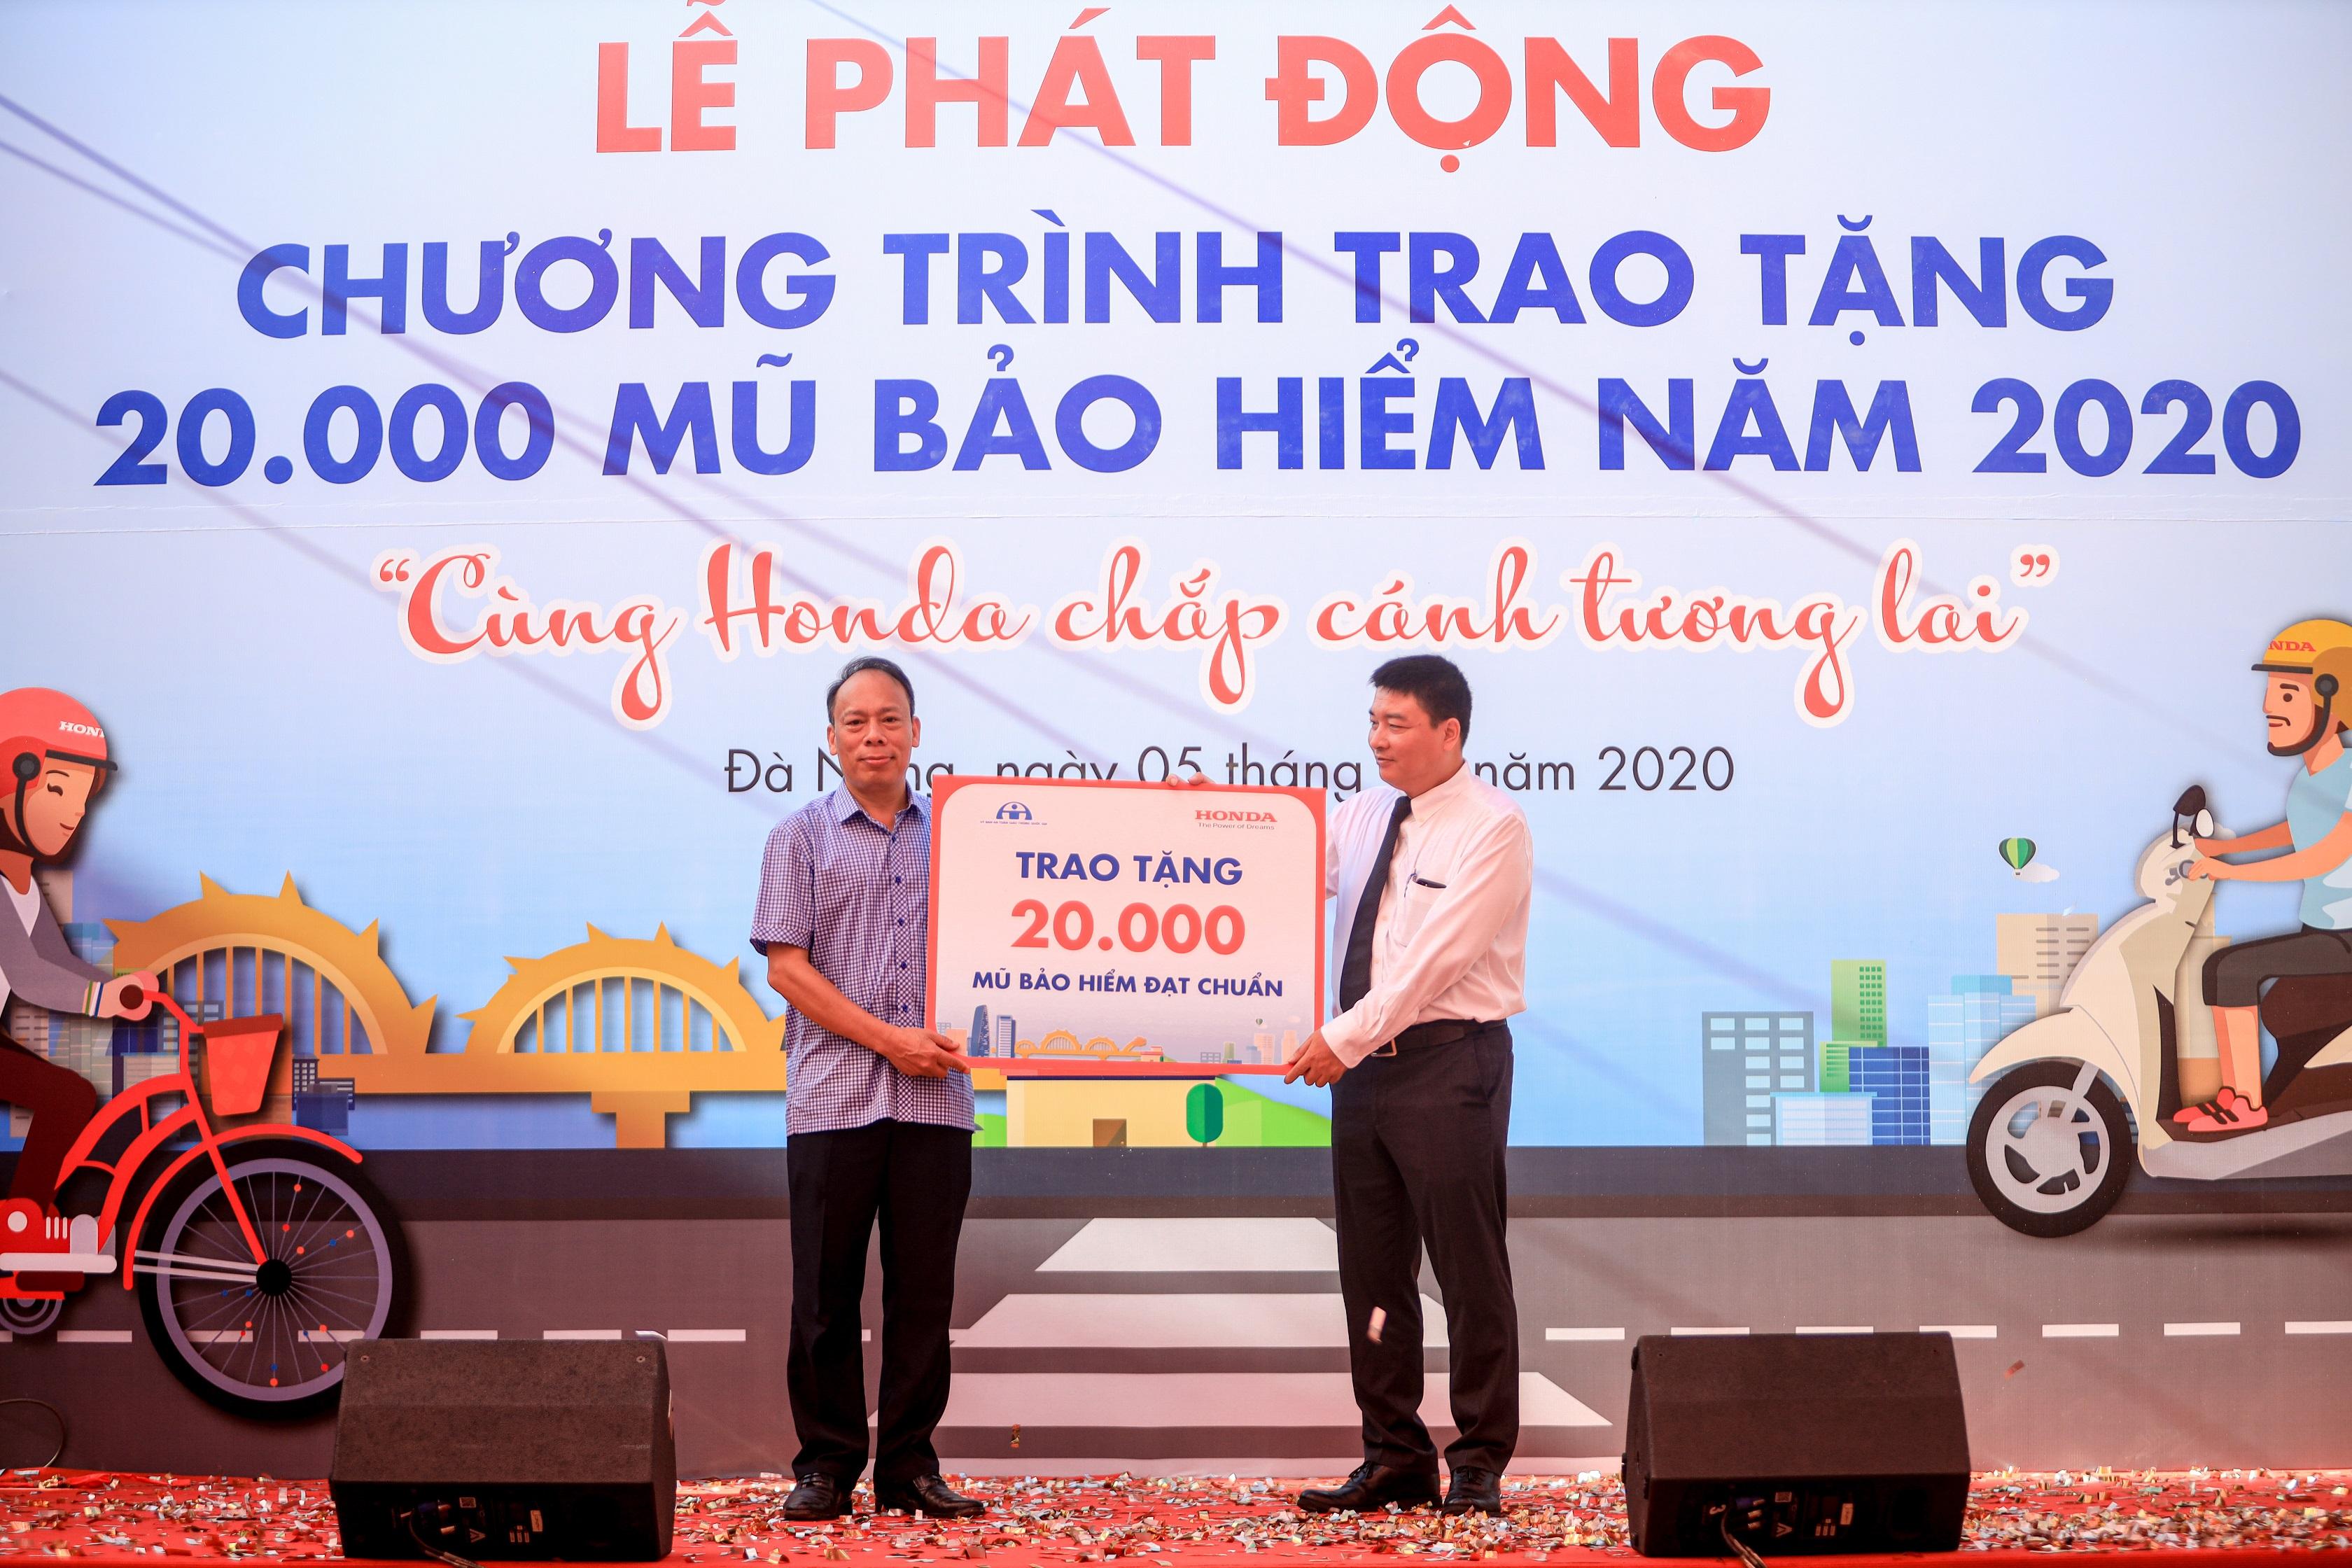 LỄ PHÁT ĐỘNG
CHƯƠNG TRÌNH TRAO TẶNG
20.000 MŨ BẢO HIỂM NĂM 2020
“Cùng Honda chắp cánh tương lai”
Đà ngày 05 tháng năm 2020
HONDA
The Power of Dreams
TRAO TẶNG
20.000
MŨ BẢO HIỂM ĐẠT CHUẨN
HON
NDA